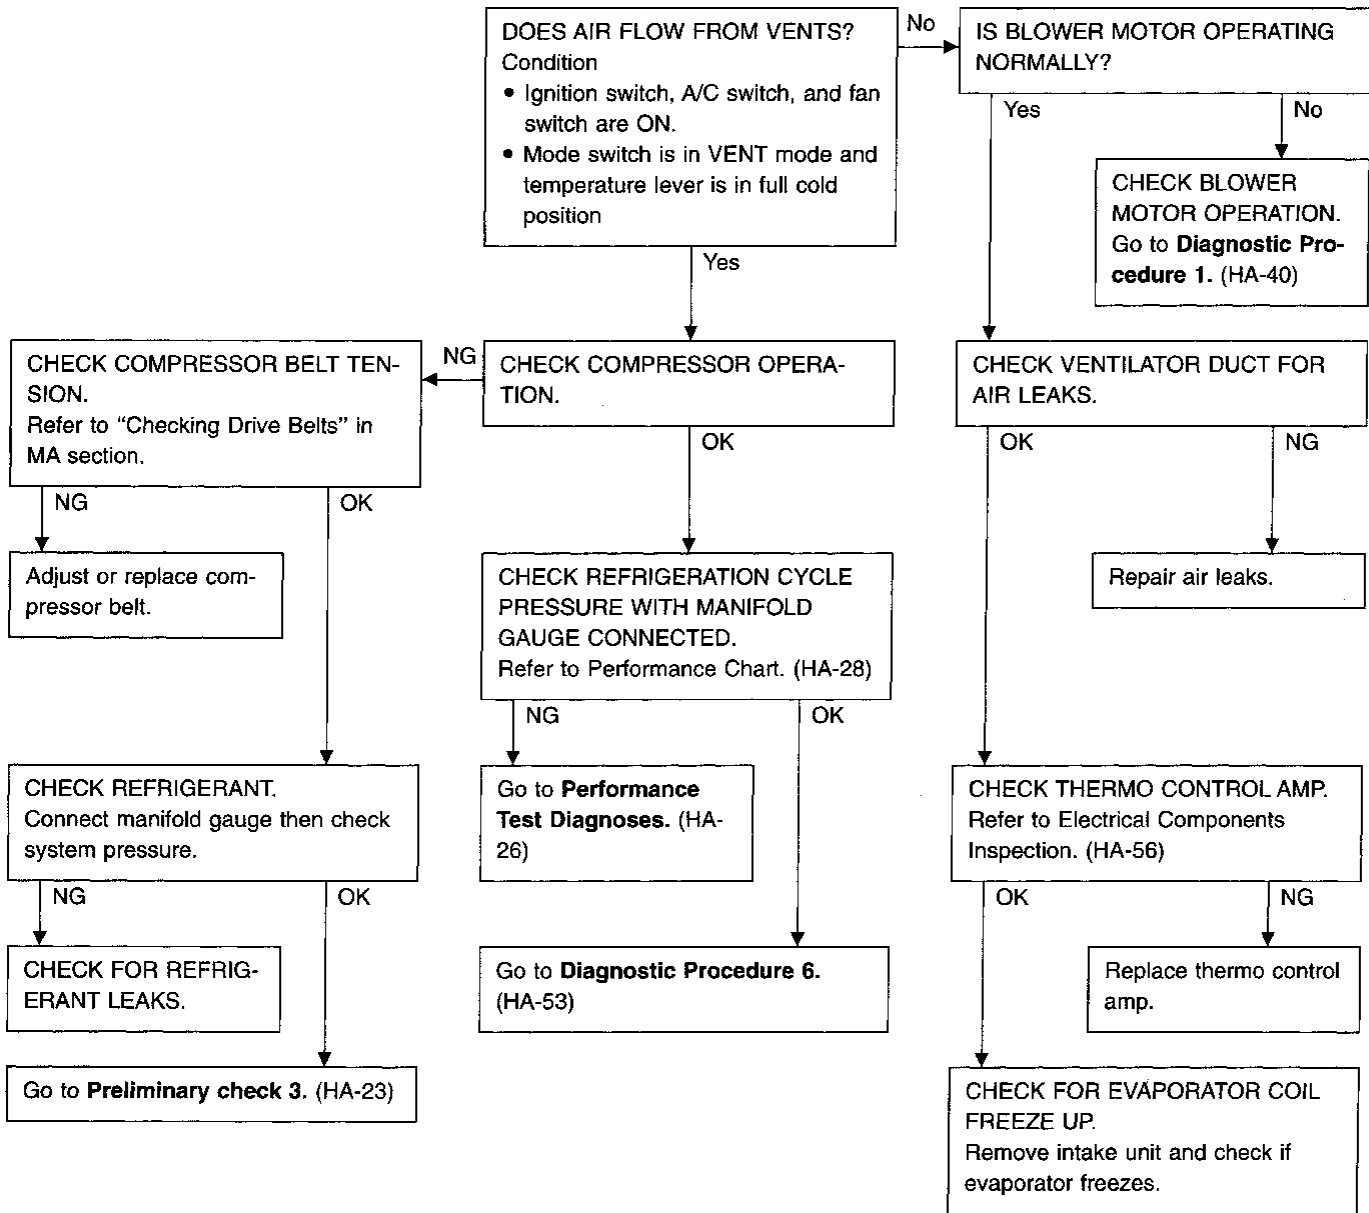 DOES AIR FLOW FROM VENTS?
Condition
• Ignition switch, A/C switch, and fan
switch are ON.
• Mode switch is in VENT mode and
temperature lever is in full cold
position
No
IS BLOWER MOTOR OPERATING
NORMALLY?
Yes
No
CHECK BLOWER
MOTOR OPERATION.
Go to Diagnostic Pro-
cedure 1. (HA-40)
Yes
CHECK COMPRESSOR BELT TEN-
SION.
Refer to “Checking Drive Belts” in
MA section.
NG
CHECK COMPRESSOR OPERA-
TION.
CHECK VENTILATOR DUCT FOR
AIR LEAKS.
NG
OK
OK
OK
NG
Adjust or replace com-
pressor belt.
CHECK REFRIGERATION CYCLE
PRESSURE WITH MANIFOLD
GAUGE CONNECTED.
Refer to Performance Chart. (HA-28)
Repair air leaks.
NG
OK
CHECK REFRIGERANT.
Connect manifold gauge then check
system pressure.
Go to Performance
Test Diagnoses. (HA-
26)
CHECK THERMO CONTROL AMP.
Refer to Electrical Components
Inspection. (HA-56)
NG
OK
OK
NG
CHECK FOR REFRIG-
ERANT LEAKS.
Go to Diagnostic Procedure 6.
(HA-53)
Replace thermo control
amp.
Go to Preliminary check 3. (HA-23)
CHECK FOR EVAPORATOR COIL
FREEZE UP.
Remove intake unit and check if
evaporator freezes.